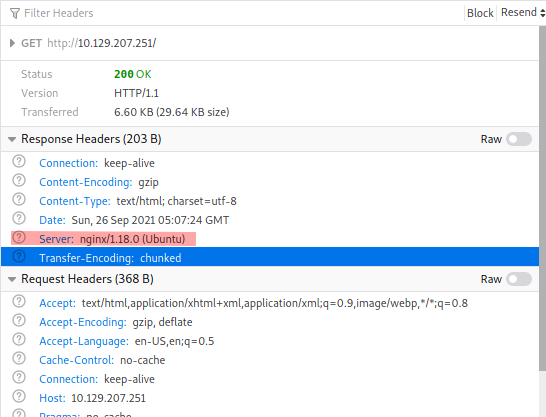 Filter Headers Block Resend
GET http://10.129.207.251/
Status 200 OK
Version HTTP/1.1
Transferred 6.60 KB (29.64 KB size)
Response Headers (203 B) Raw
Connection: keep-alive
Content-Encoding: gzip
Content-Type: text/html; charset=utf-8
Date: Sun, 26 Sep 2021 05:07:24 GMT
Server: nginx/1.18.0 (Ubuntu)
Transfer-Encoding: chunked
Request Headers (368 B) Raw
Accept: text/html,application/xhtml+xml,application/xml;q=0.9,image/webp,*/*;q=0.8
Accept-Encoding: gzip, deflate
Accept-Language: en-US,en;q=0.5
Cache-Control: no-cache
Connection: keep-alive
Host: 10.129.207.251
Pragma: no-cache